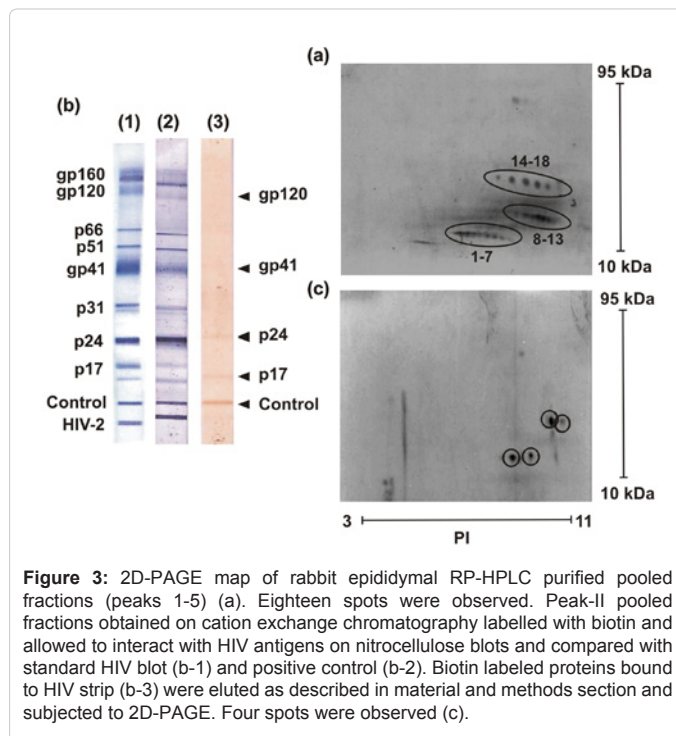 (a)
95 kDa
14-18
8-13
1-7
10 kDa
(b)
(1) (2) (3)
gp160
gp120
p66
p51
gp41
p31
p24
p17
Control
HIV-2
gp120
gp41
p24
p17
Control
(c)
95 kDa
10 kDa
3 11
PI
Figure 3: 2D-PAGE map of rabbit epididymal RP-HPLC purified pooled
fractions (peaks 1-5) (a). Eighteen spots were observed. Peak-II pooled
fractions obtained on cation exchange chromatography labelled with biotin and
allowed to interact with HIV antigens on nitrocellulose blots and compared with
standard HIV blot (b-1) and positive control (b-2). Biotin labeled proteins bound
to HIV strip (b-3) were eluted as described in material and methods section and
subjected to 2D-PAGE. Four spots were observed (c).